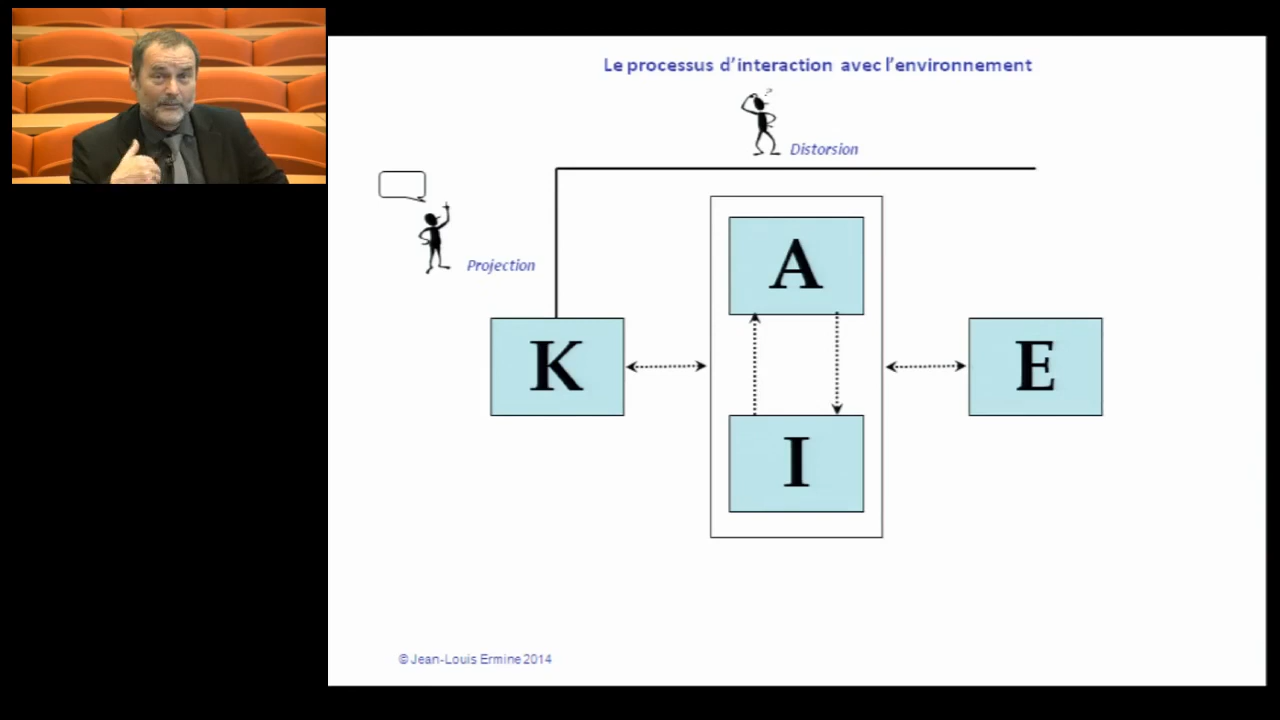 Le processus d'interaction avec l'environnement
?
Distorsion
Projection
A
K
E
I
© Jean-Louis Ermine 2014